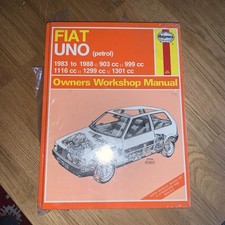 FIAT
Haynes
UNO (petrol)
1983 to 1988 □ 903 cc □ 999 cc
1116 cc □ 1299 cc □ 1301 cc
Owners Workshop Manual